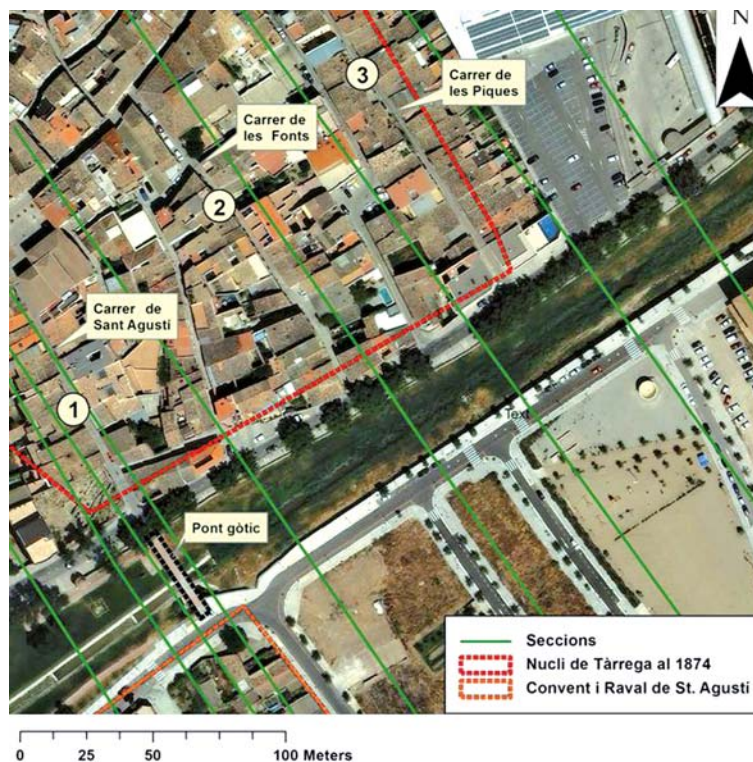 N
3
Carrer de
les Piques
Carrer de
les Fonts
2
Carrer de
Sant Agustí
1
Text
Pont gòtic
Seccions
Nucli de Tàrrega al 1874
Convent i Raval de St. Agustí
0 25 50 100 Meters